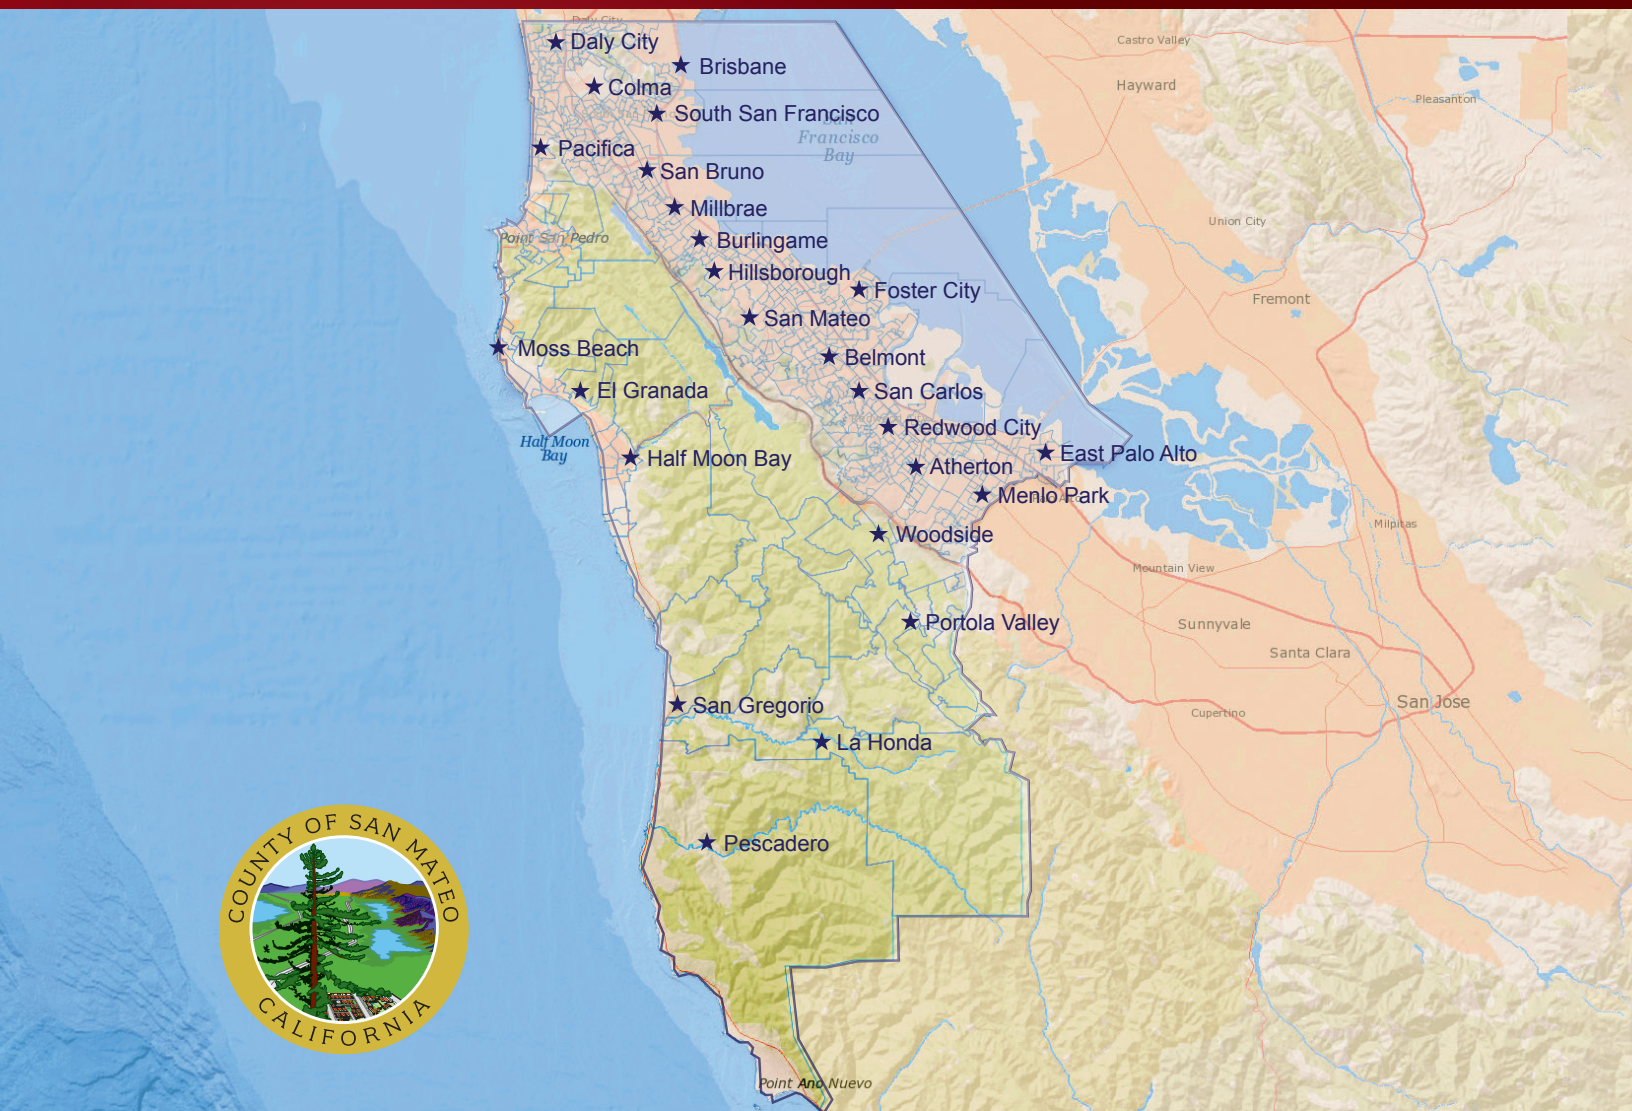 Daly City
Daly City
Brisbane
Colma
South San Francisco
San
Francisco
Bay
Pacifica
San Bruno
Millbrae
Point San Pedro
Burlingame
Hillsborough
Foster City
San Mateo
Moss Beach
Belmont
El Granada
San Carlos
Redwood City
Half Moon
Bay
Half Moon Bay
East Palo Alto
Atherton
Menlo Park
Woodside
Portola Valley
San Gregorio
La Honda
Pescadero
Point Ano Nuevo
Castro Valley
Hayward
Pleasanton
Union City
Fremont
Milpitas
Mountain View
Sunnyvale
Santa Clara
San Jose
Cupertino
COUNTY OF SAN MATEO
CALIFORNIA